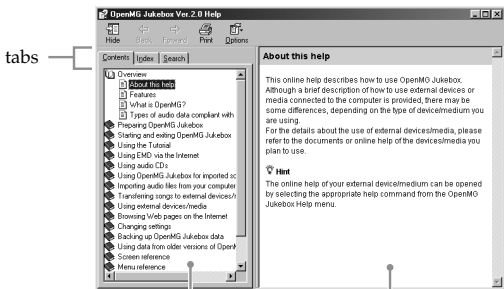 OpenMG Jukebox Ver.2.0 Help
Hide Back Forward Print Options
tabs
Contents Index Search
Overview
About this help
Features
What is OpenMG?
Types of audio data compliant with
Preparing OpenMG Jukebox
Starting and exiting OpenMG Jukebox
Using the Tutorial
Using EMD via the Internet
Using audio CDs
Using OpenMG Jukebox for imported sc
Importing audio files from your computer
Transferring songs to external devices/r
Using external devices/media
Browsing Web pages on the Internet
Changing settings
Backing up OpenMG Jukebox data
Using data from older versions of OpenM
Screen reference
Menu reference
About this help
This online help describes how to use OpenMG Jukebox.
Although a brief description of how to use external devices or
media connected to the computer is provided, there may be
some differences, depending on the type of device/medium you
are using.
For the details about the use of external devices/media, please
refer to the documents or online help of the devices/media you
plan to use.
Hint
The online help of your external device/medium can be opened
by selecting the appropriate help command from the OpenMG
Jukebox Help menu.